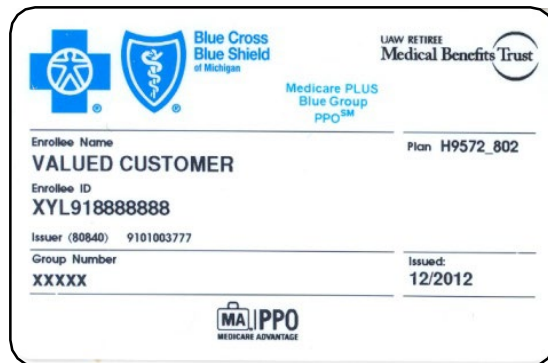 Blue Cross
Blue Shield
of Michigan
UAW RETIREE
Medical Benefits Trust
Medicare PLUS
Blue Group
PPO SM
Enrollee Name
VALUED CUSTOMER
Plan H9572_802
Enrollee ID
XYL918888888
Issuer (80840) 9101003777
Group Number
XXXXX
Issued:
12/2012
MA PPO
MEDICARE ADVANTAGE